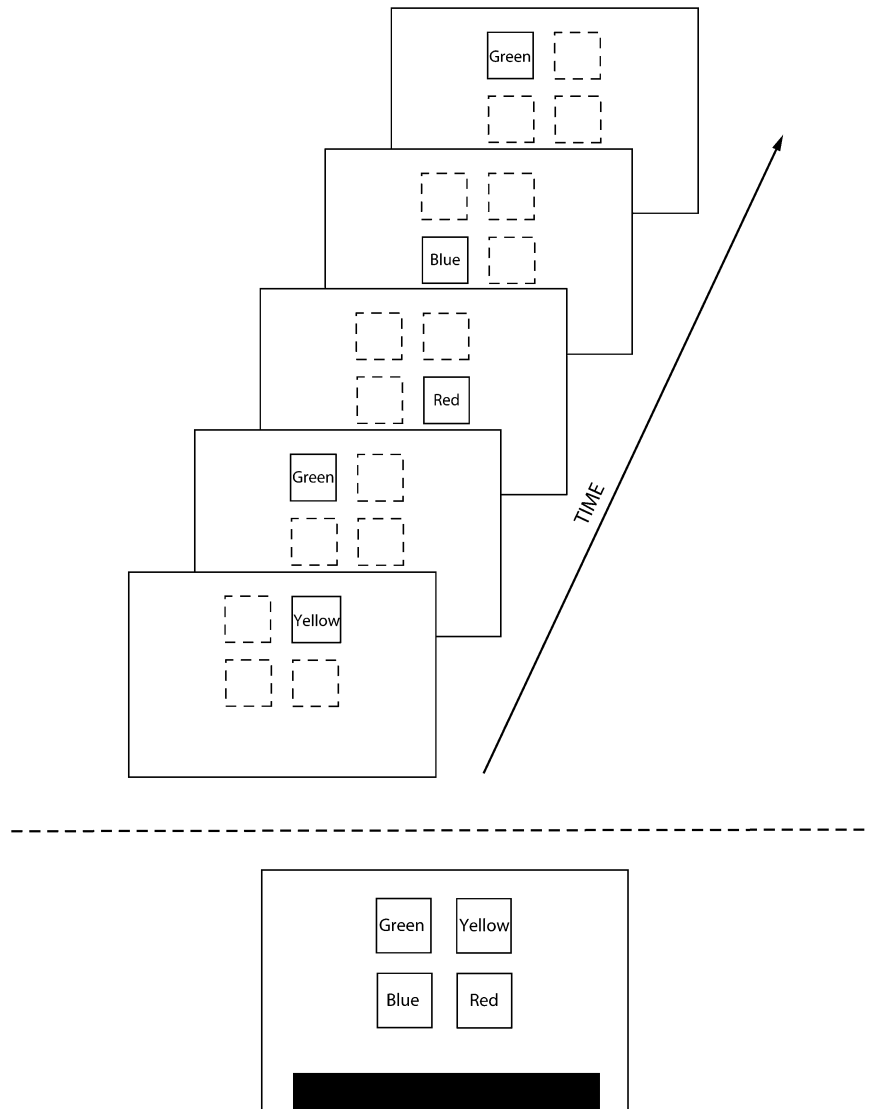 Green
Blue
Red
Green
Yellow
TIME
Green Yellow
Blue Red